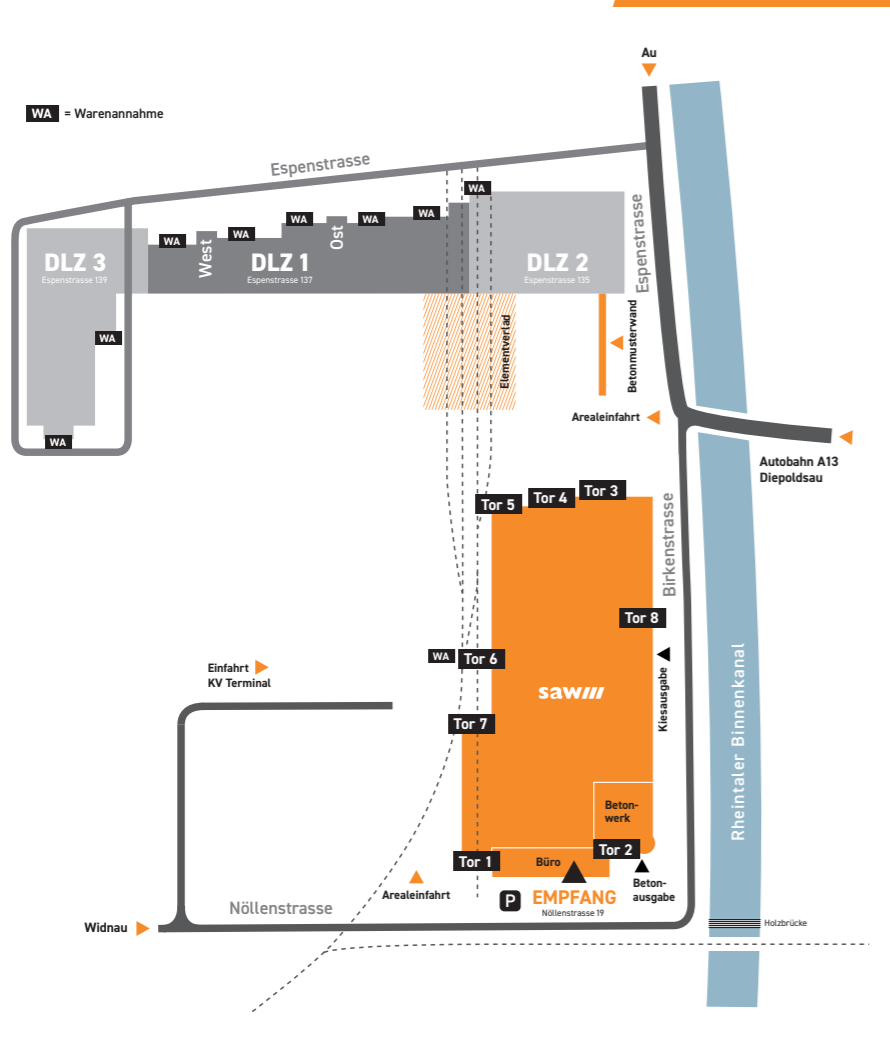 Au
WA = Warenannahme
Espenstrasse
WA
WA
WA
WA
WA
WA
West
Ost
Espenstrasse
DLZ 3
Espenstrasse 139
DLZ 1
Espenstrasse 137
DLZ 2
Espenstrasse 135
WA
WA
Elementverlad
Betonmusterwand
Arealeinfahrt
Autobahn A13
Diepoldsau
Tor 5
Tor 4
Tor 3
Birkenstrasse
Tor 8
WA
Tor 6
Einfahrt
KV Terminal
saw
Kiesausgabe
Tor 7
Rheintaler Binnenkanal
Beton-
werk
Tor 1
Büro
Tor 2
Arealeinfahrt
P
EMPFANG
Nöllenstrasse 19
Beton-
ausgabe
Nöllenstrasse
Widnau
Holzbrücke